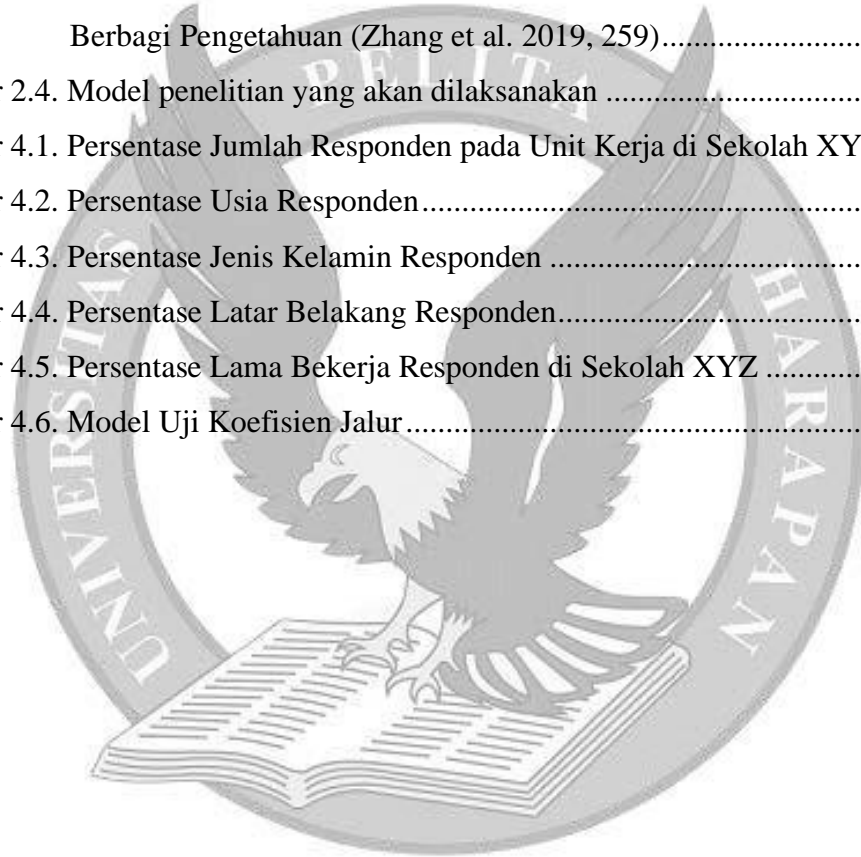 Berbagi Pengetahuan (Zhang et al. 2019, 259)......................
r 2.4. Model penelitian yang akan dilaksanakan ............................
r 4.1. Persentase Jumlah Responden pada Unit Kerja di Sekolah XY
r 4.2. Persentase Usia Responden..................................................
r 4.3. Persentase Jenis Kelamin Responden ...................................
r 4.4. Persentase Latar Belakang Responden..................................
r 4.5. Persentase Lama Bekerja Responden di Sekolah XYZ ............
r 4.6. Model Uji Koefisien Jalur....................................................
UNIVERSITAS PELITA HARAPAN